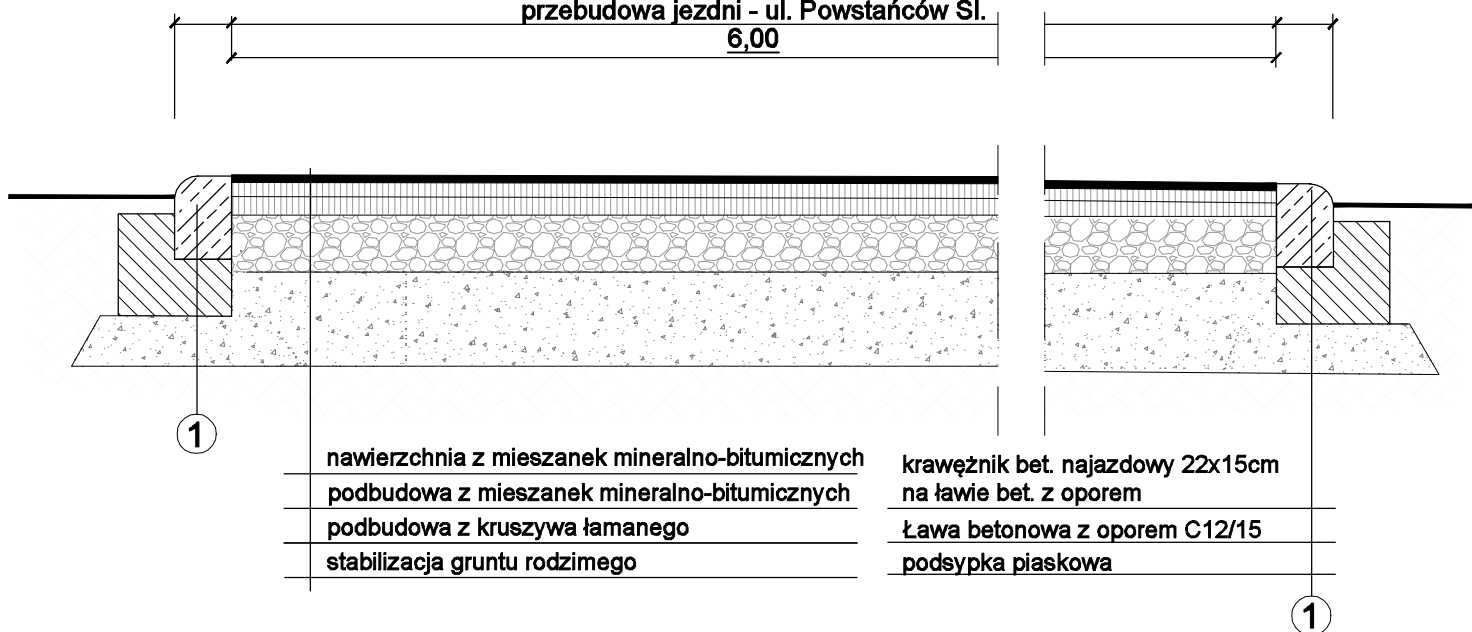 przebudowa jezdni - ul. Powstańców Śl.
6,00
1
nawierzchnia z mieszanek mineralno-bitumicznych
podbudowa z mieszanek mineralno-bitumicznych
podbudowa z kruszywa łamanego
stabilizacja gruntu rodzimego
krawężnik bet. najazdowy 22x15cm
na ławie bet. z oporem
Ława betonowa z oporem C12/15
podsypka piaskowa
1